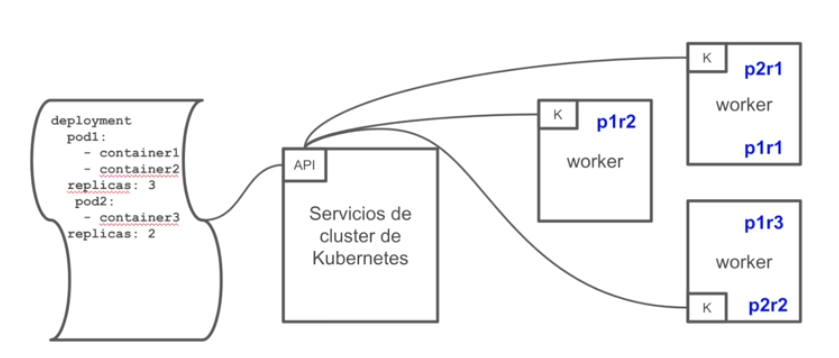 deployment
pod1:
- container1
- container2
replicas: 3
pod2:
- container3
replicas: 2
API
Servicios de
cluster de
Kubernetes
K
p1r2
worker
K
p2r1
worker
p1r1
p1r3
worker
K
p2r2